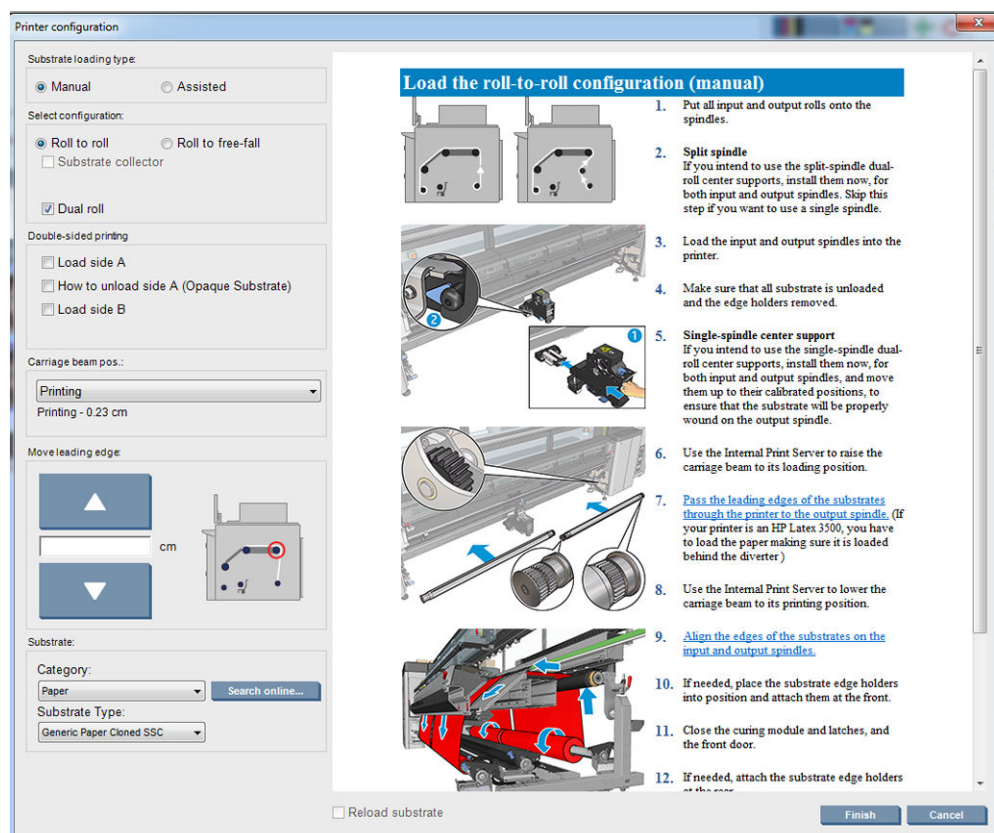 Printer configuration
Substrate loading type:
Manual
Assisted
Select configuration:
Roll to roll
Roll to free-fall
Substrate collector
Dual roll
Double-sided printing
Load side A
How to unload side A (Opaque Substrate)
Load side B
Carriage beam pos.:
Printing
Printing - 0.23 cm
Move leading edge:
cm
Substrate:
Category:
Paper
Search online...
Substrate Type:
Generic Paper Cloned SSC
Load the roll-to-roll configuration (manual)
1. Put all input and output rolls onto the
spindles.
2. Split spindle
If you intend to use the split-spindle dual-
roll center supports, install them now, for
both input and output spindles. Skip this
step if you want to use a single spindle.
3. Load the input and output spindles into the
printer.
4. Make sure that all substrate is unloaded
and the edge holders removed.
2
1
5. Single-spindle center support
If you intend to use the single-spindle dual-
roll center supports, install them now, for
both input and output spindles, and move
them up to their calibrated positions, to
ensure that the substrate will be properly
wound on the output spindle.
6. Use the Internal Print Server to raise the
carriage beam to its loading position.
7. Pass the leading edges of the substrates
through the printer to the output spindle. (If
your printer is an HP Latex 3500, you have
to load the paper making sure it is loaded
behind the diverter )
8. Use the Internal Print Server to lower the
carriage beam to its printing position.
9. Align the edges of the substrates on the
input and output spindles.
10. If needed, place the substrate edge holders
into position and attach them at the front.
11. Close the curing module and latches, and
the front door.
12. If needed, attach the substrate edge holders
at the rear
Reload substrate
Finish
Cancel